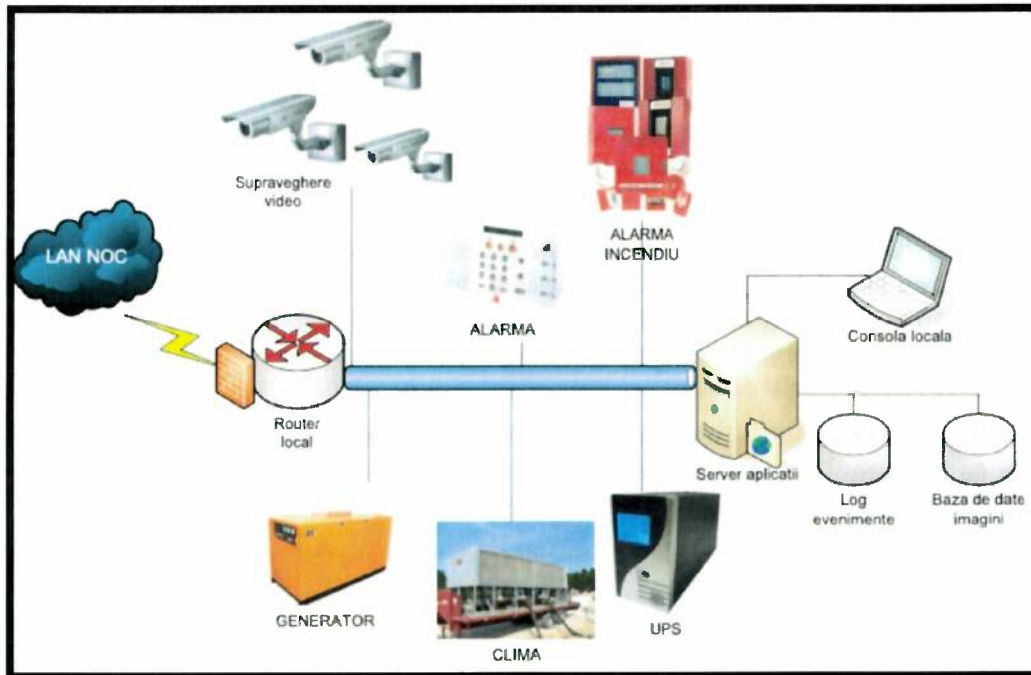 Supraveghere
video
ALARMA
INCENDIU
LAN NOC
ALARMA
Consola locala
Router
local
Server aplicatii
Log
evenimente
Baza de date
imagini
GENERATOR
CLIMA
UPS